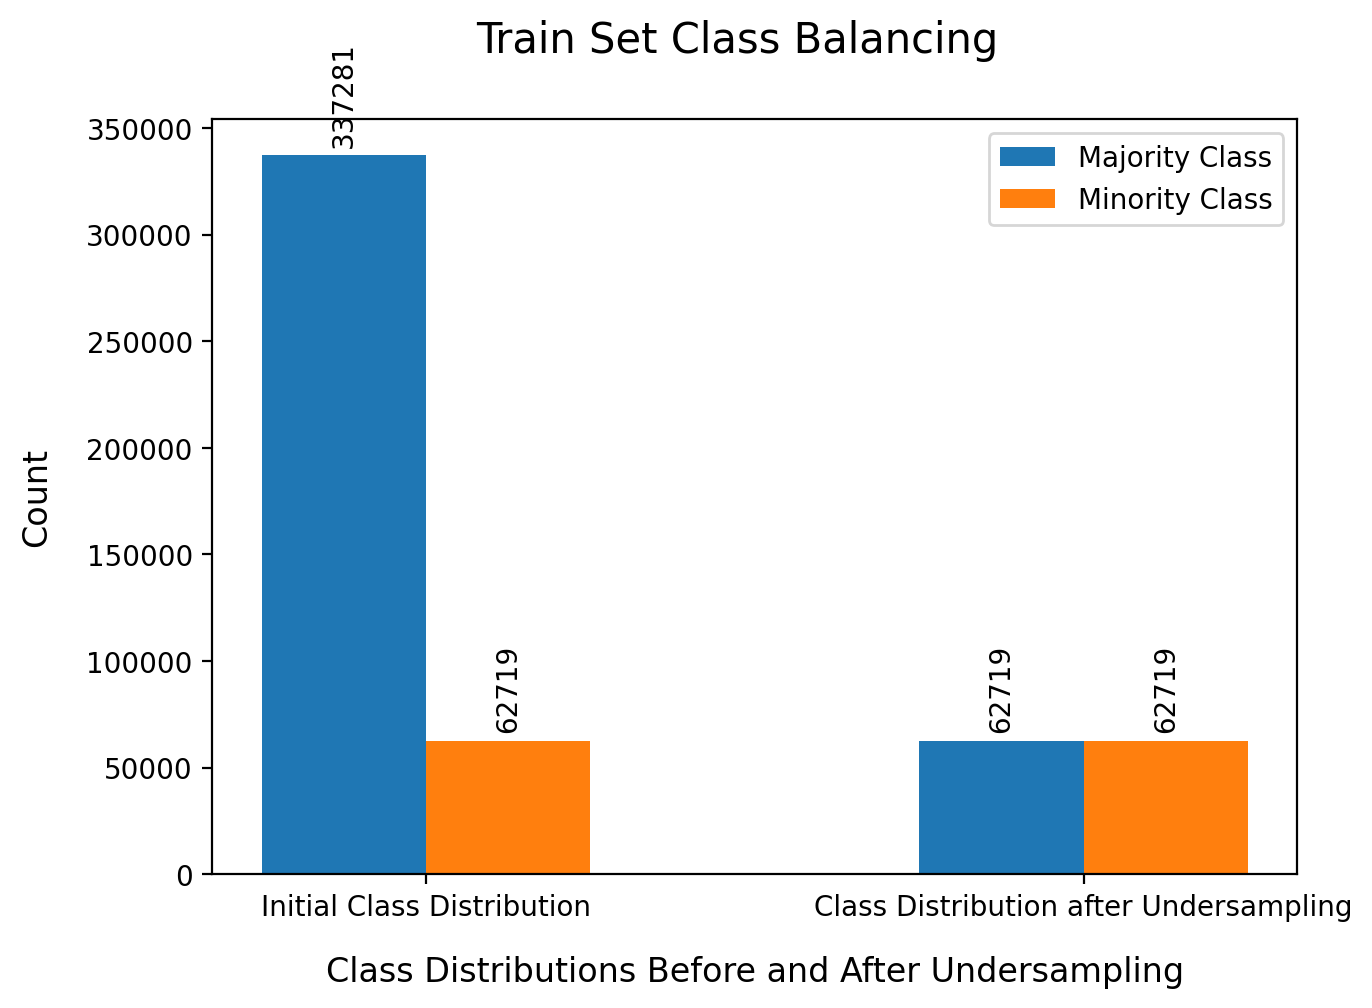 Train Set Class Balancing
337281
350000
Majority Class
Minority Class
300000
250000
200000
150000
100000
50000
0
Count
62719
62719
62719
Initial Class Distribution
Class Distribution after Undersampling
Class Distributions Before and After Undersampling